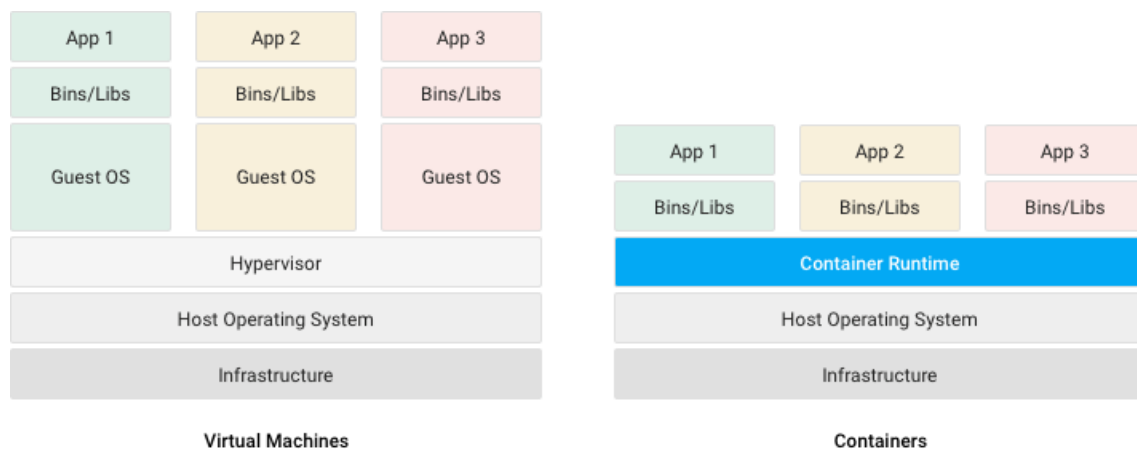 App 1 App 2 App 3
Bins/Libs Bins/Libs Bins/Libs
Guest OS Guest OS Guest OS
Hypervisor
Host Operating System
Infrastructure
Virtual Machines
App 1 App 2 App 3
Bins/Libs Bins/Libs Bins/Libs
Container Runtime
Host Operating System
Infrastructure
Containers